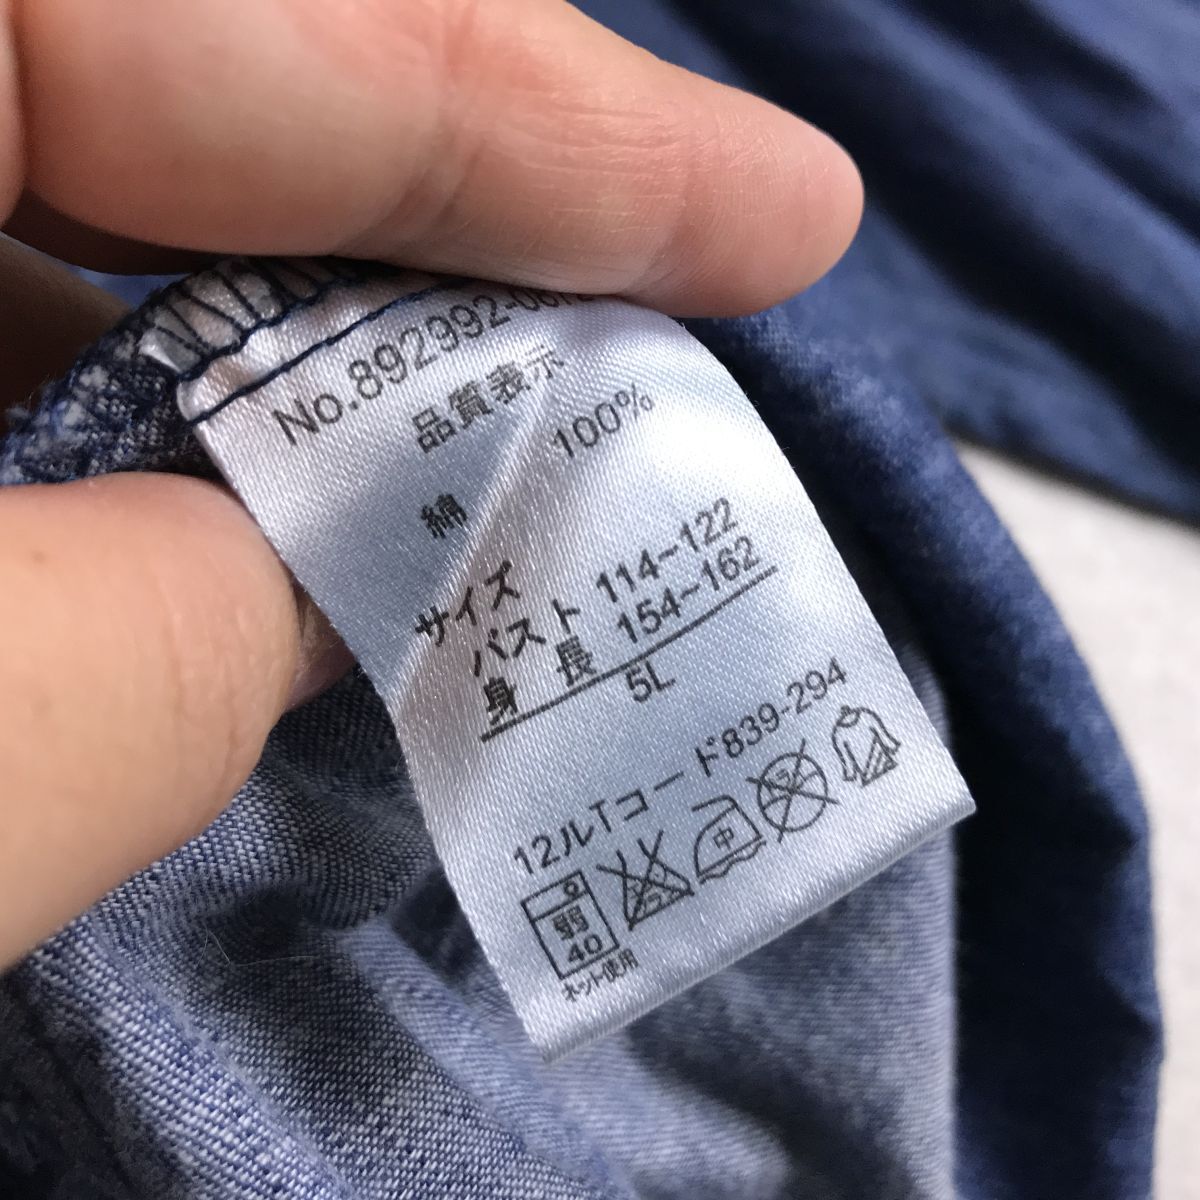 No.892992-0812
品質表示
綿 100%
サイズ
バスト 114~122
身 長 154~162
5L
12ルTコード839-294
弱
40
中
ネット使用